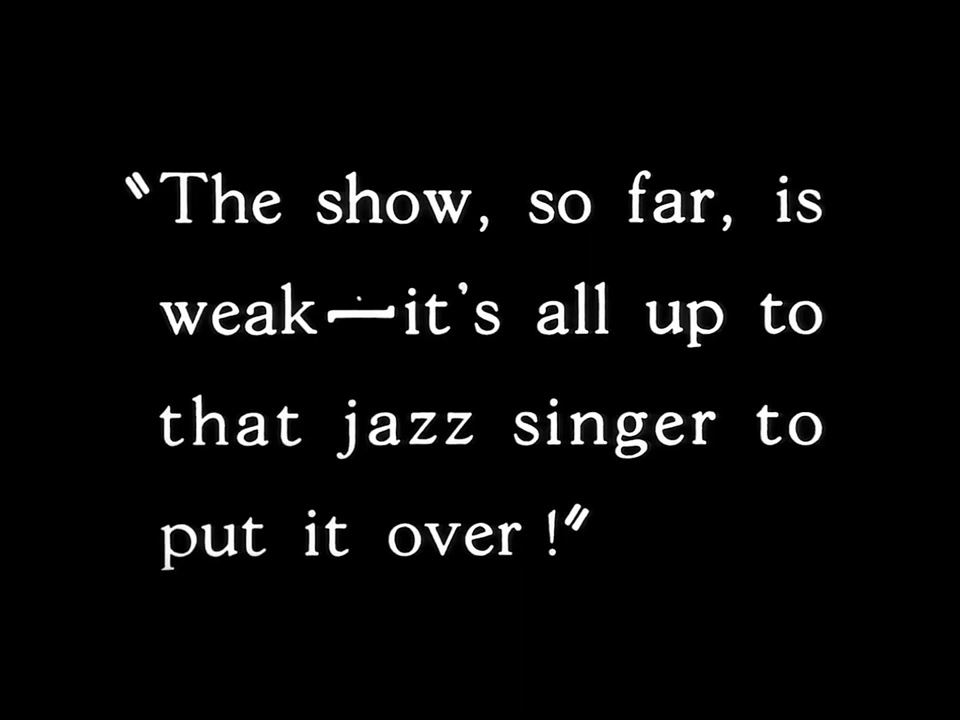 "The show, so far, is
weak—it's all up to
that jazz singer to
put it over!"